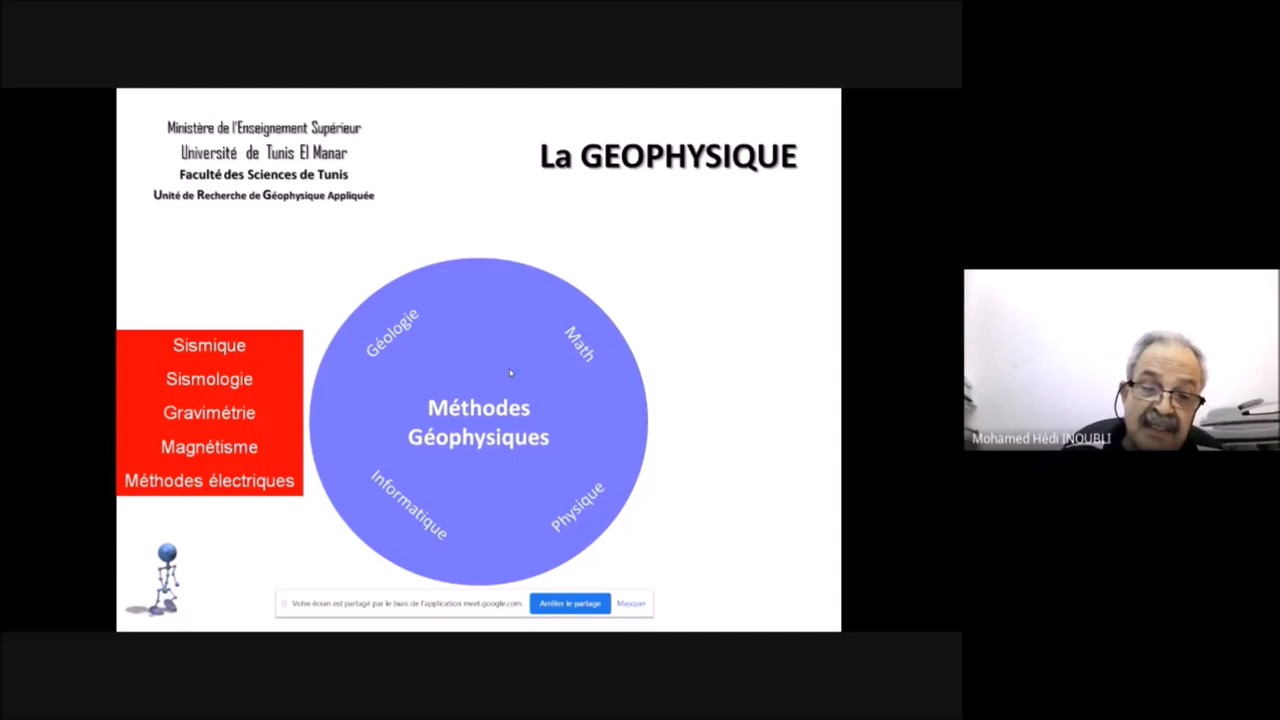 Ministère de l'Enseignement Supérieur
Université de Tunis El Manar
Faculté des Sciences de Tunis
Unité de Recherche de Géophysique Appliquée
La GEOPHYSIQUE
Sismique
Sismologie
Gravimétrie
Magnétisme
Méthodes électriques
Géologie
Math
Méthodes
Géophysiques
Informatique
Physique
Votre écran est partagé par le biais de l'application meet.google.com.
Arrêter le partage
Masquer
Mohamed Hédi INOUBLI